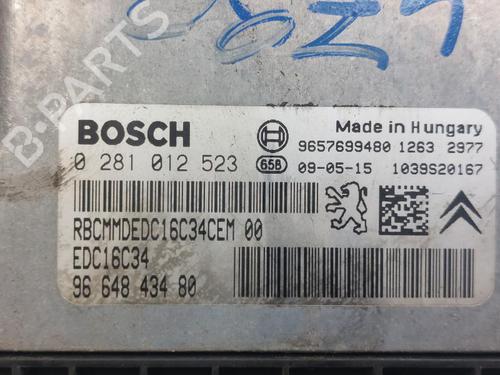 BOSCH
Made in Hungary
9657699480 1263 2977
0 281 012 523
658
09-05-15 1039S20167
RBCMMDEDC16C34CEM 00
EDC16C34
96 648 434 80
B-PARTS